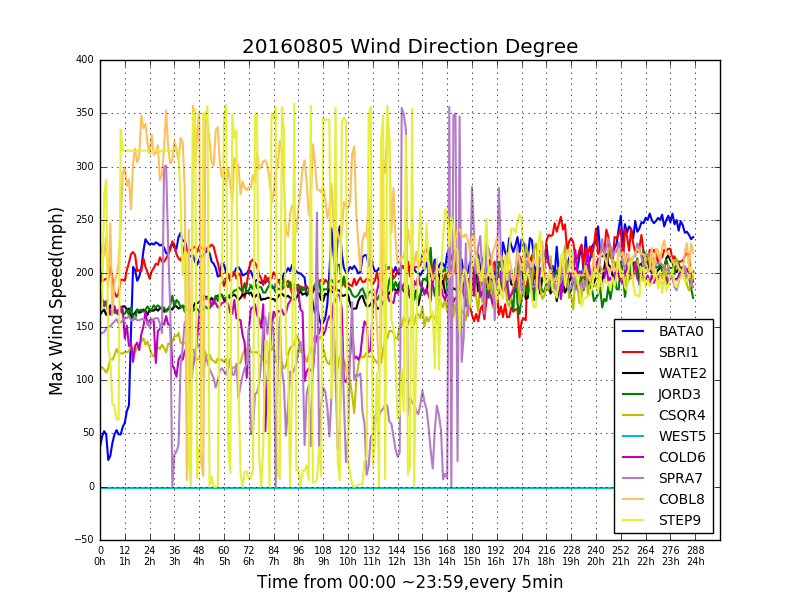 20160805 Wind Direction Degree
Max Wind Speed(mph)
400
350
300
250
200
150
100
50
0
−50
BATA0
SBRI1
WATE2
JORD3
CSQR4
WEST5
COLD6
SPRA7
COBL8
STEP9
0 12 24 36 48 60 72 84 96 108 120 132 144 156 168 180 192 204 216 228 240 252 264 276 288
0h 1h 2h 3h 4h 5h 6h 7h 8h 9h 10h 11h 12h 13h 14h 15h 16h 17h 18h 19h 20h 21h 22h 23h 24h
Time from 00:00 ~23:59,every 5min